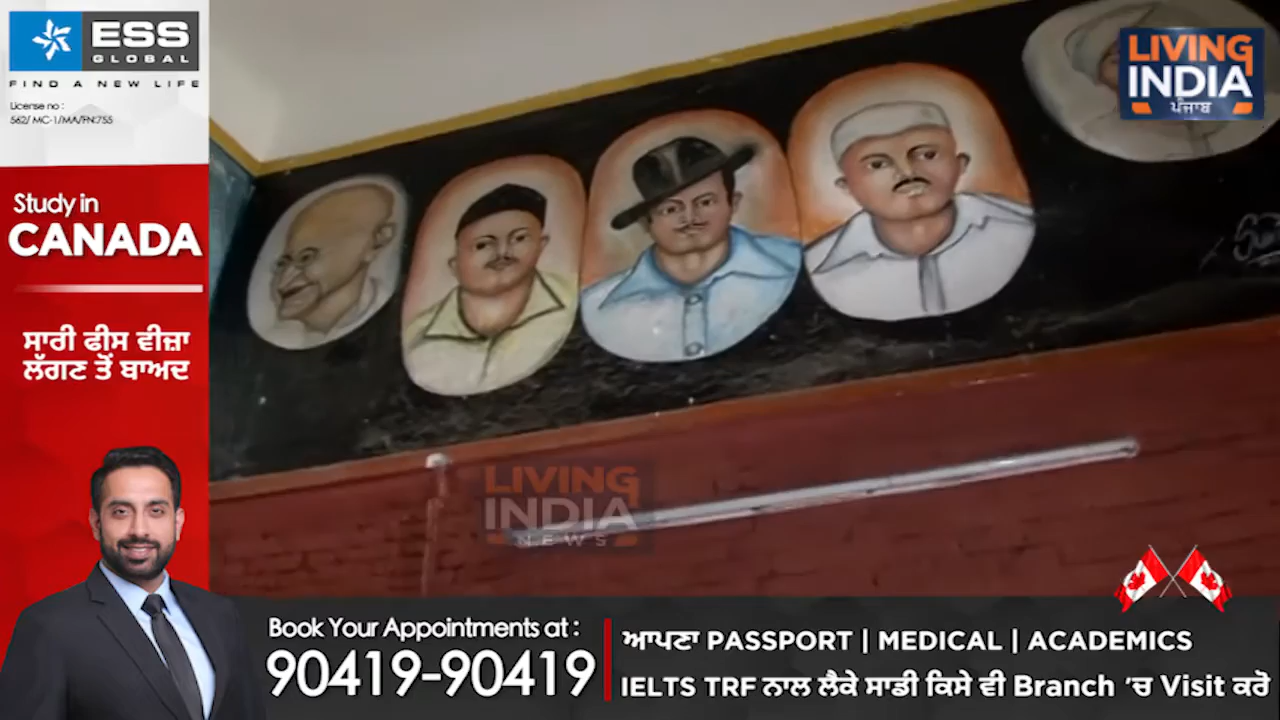 ESS
GLOBAL
FIND A NEW LIFE
License no :
562/ MC-1/MA/FN:755
Study in
CANADA
ਸਾਰੀ ਫੀਸ ਵੀਜ਼ਾ
ਲੱਗਣ ਤੋਂ ਬਾਅਦ
LIVING
INDIA
ਪੰਜਾਬ
LIVING
INDIA
NEWS
Book Your Appointments at :
90419-90419
ਆਪਣਾ PASSPORT | MEDICAL | ACADEMICS
IELTS TRF ਨਾਲ ਲੈਕੇ ਸਾਡੀ ਕਿਸੇ ਵੀ Branch 'ਚ Visit ਕਰੋ